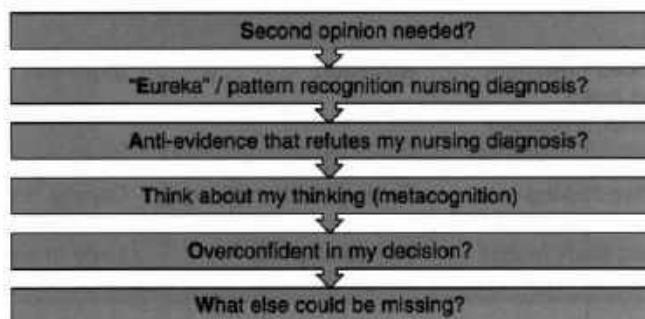 Second opinion needed?
"Eureka" / pattern recognition nursing diagnosis?
Anti-evidence that refutes my nursing diagnosis?
Think about my thinking (metacognition)
Overconfident in my decision?
What else could be missing?